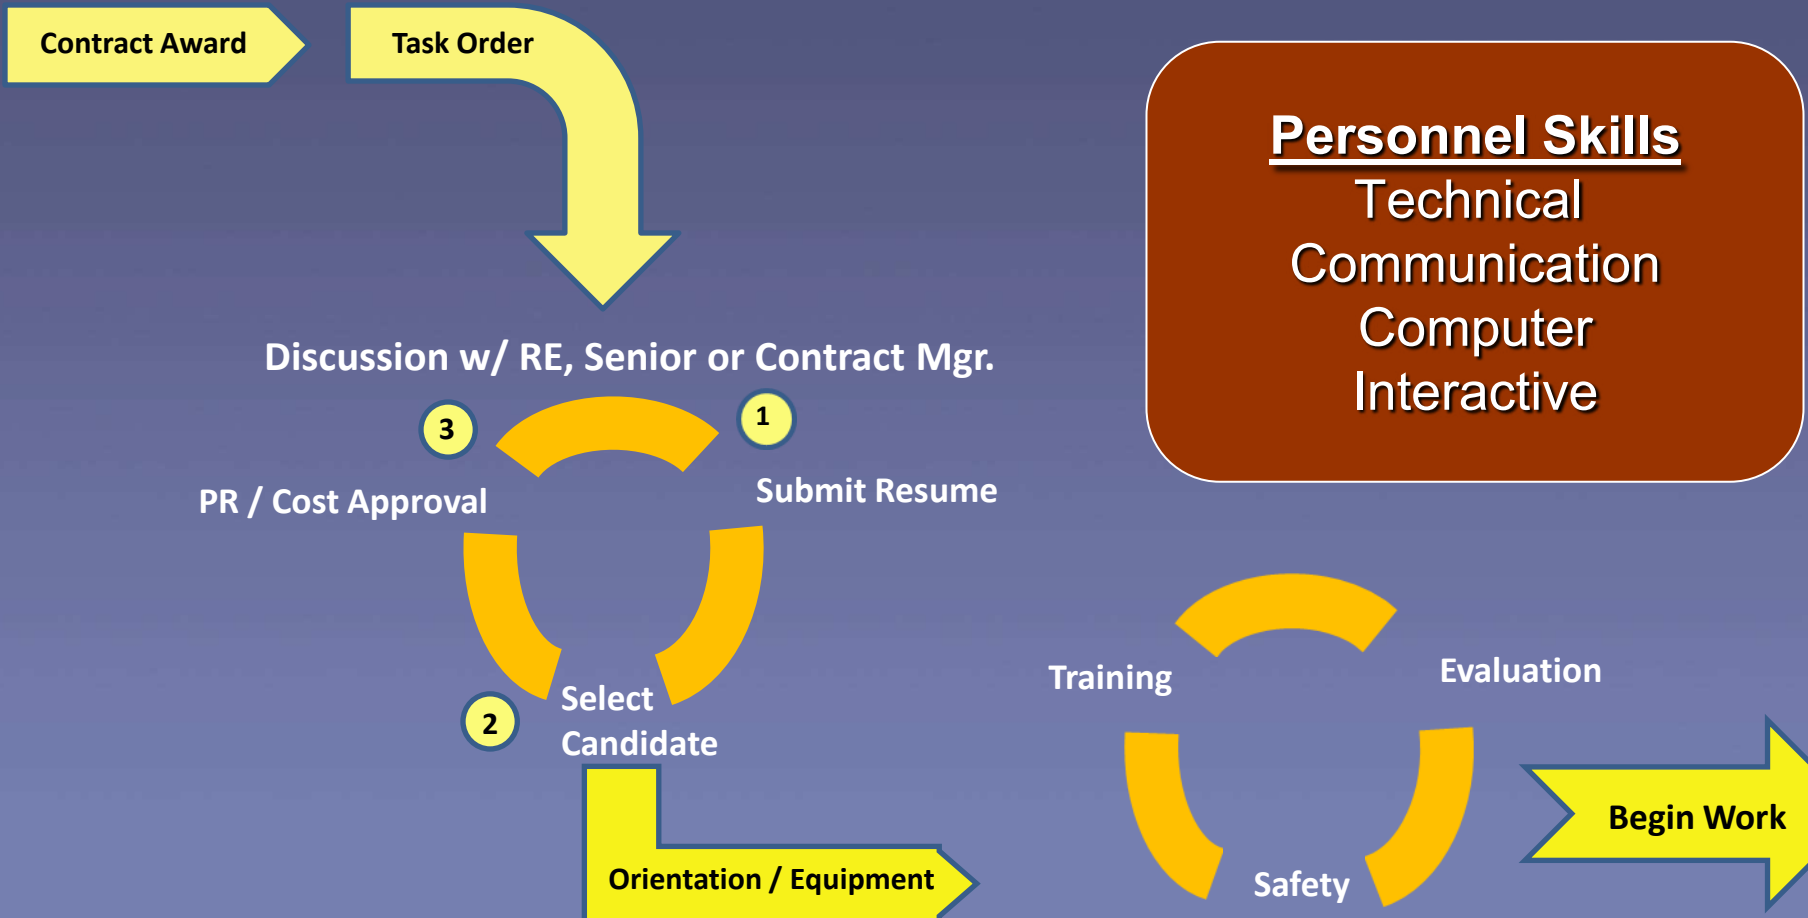 Contract Award
Task Order
Personnel Skills
Technical
Communication
Computer
Interactive
Discussion w/ RE, Senior or Contract Mgr.
3
1
PR / Cost Approval
Submit Resume
2
Select
Candidate
Orientation / Equipment
Training
Evaluation
Safety
Begin Work